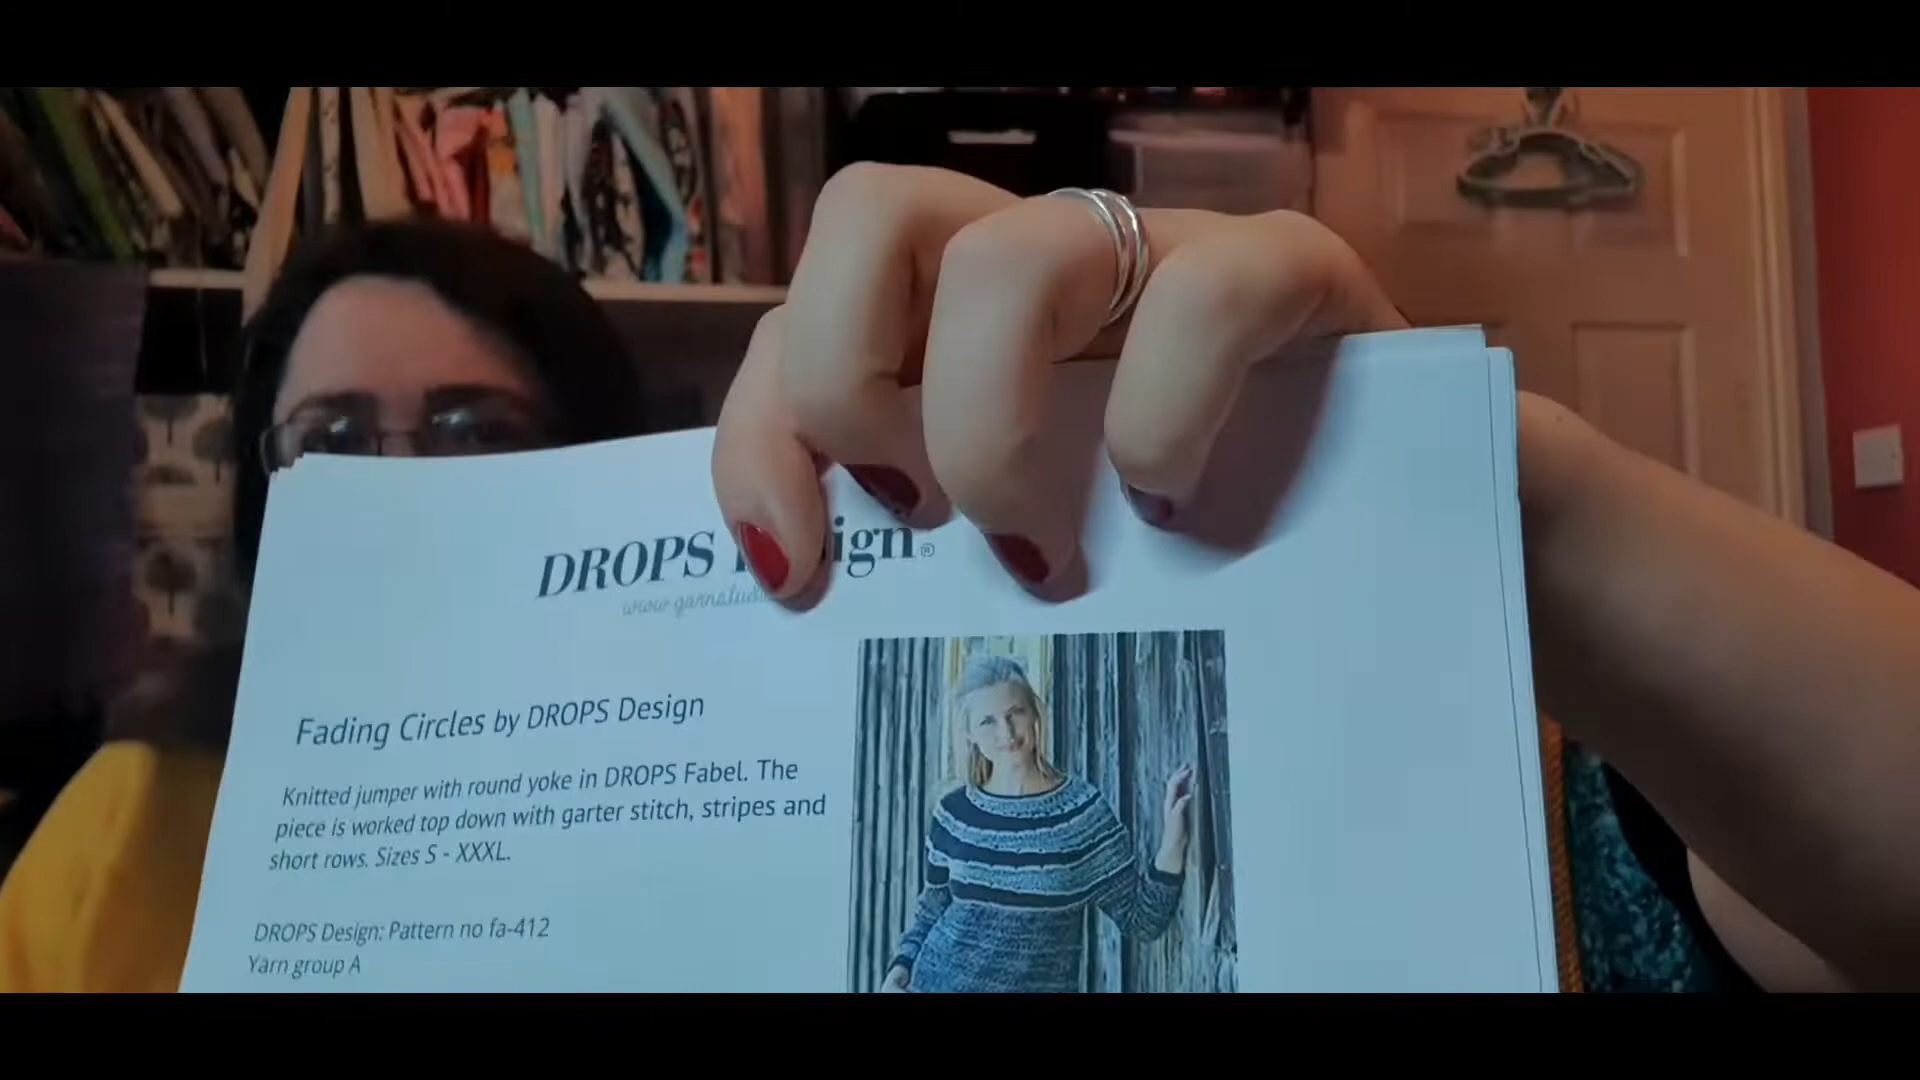 DROPS ign®
Fading Circles by DROPS Design
Knitted jumper with round yoke in DROPS Fabel. The
piece is worked top down with garter stitch, stripes and
short rows. Sizes S - XXXL.
DROPS Design: Pattern no fa-412
Yarn group A